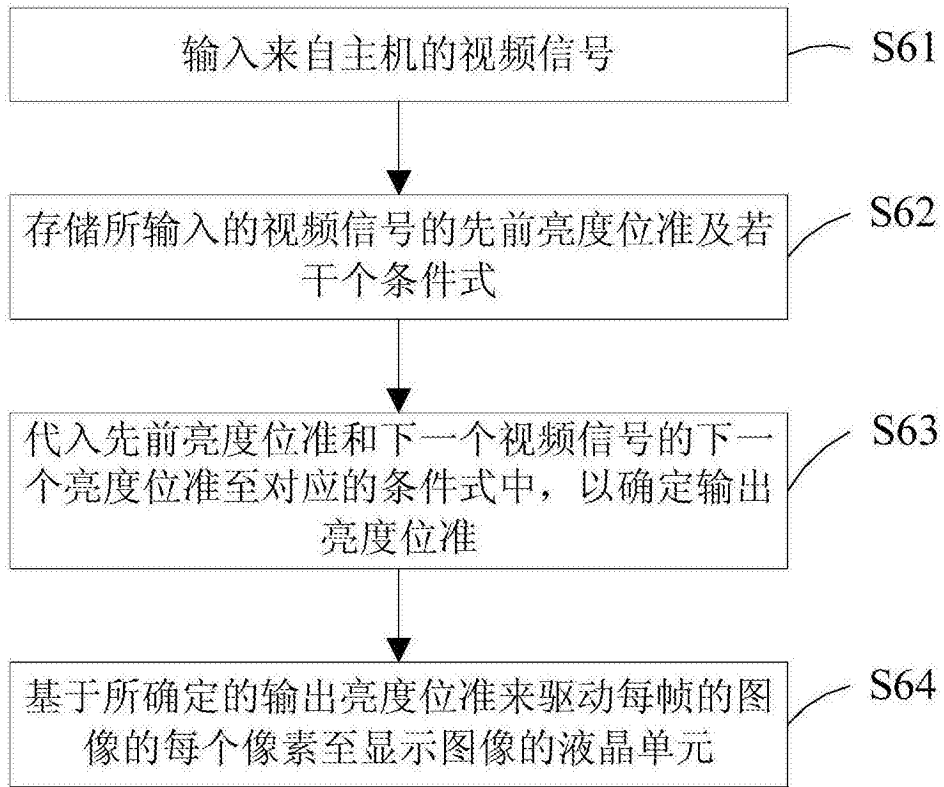 输入来自主机的视频信号
S61
存储所输入的视频信号的先前亮度位准及若
干个条件式
S62
代入先前亮度位准和下一个视频信号的下一
个亮度位准至对应的条件式中，以确定输出
亮度位准
S63
基于所确定的输出亮度位准来驱动每帧的图
像的每个像素至显示图像的液晶单元
S64